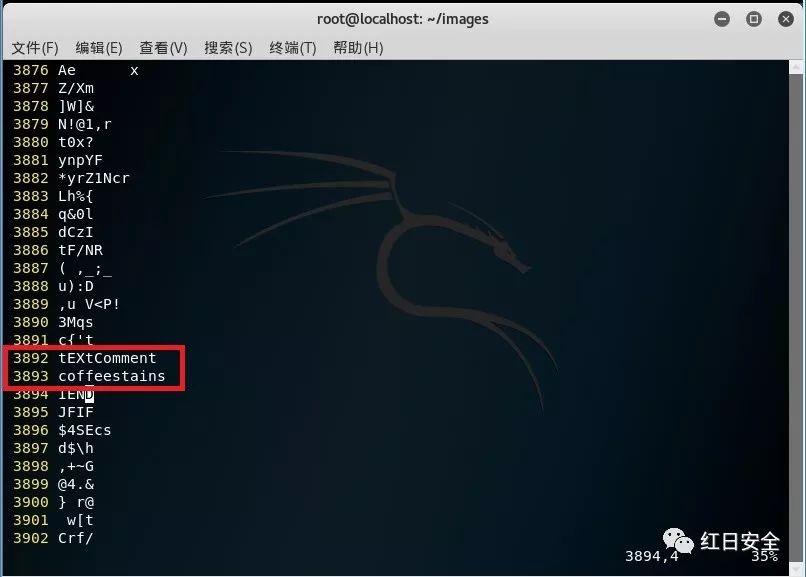 root@localhost: ~/images
文件(F) 编辑(E) 查看(V) 搜索(S) 终端(T) 帮助(H)
3876 Ae      x
3877 Z/Xm
3878 ]W]&
3879 N!@1,r
3880 t0x?
3881 ynpYF
3882 *yrZ1Ncr
3883 Lh%{
3884 q&0l
3885 dCzI
3886 tF/NR
3887 ( ,_;_
3888 u):D
3889 ,u V<P!
3890 3Mqs
3891 c{'t
3892 tEXtComment
3893 coffeestains
3894 IEND
3895 JFIF
3896 $4SEcs
3897 d$\h
3898 ,+~G
3899 @4.&
3900 } r@
3901  w[t
3902 Crf/
红日安全
3894,4 35%